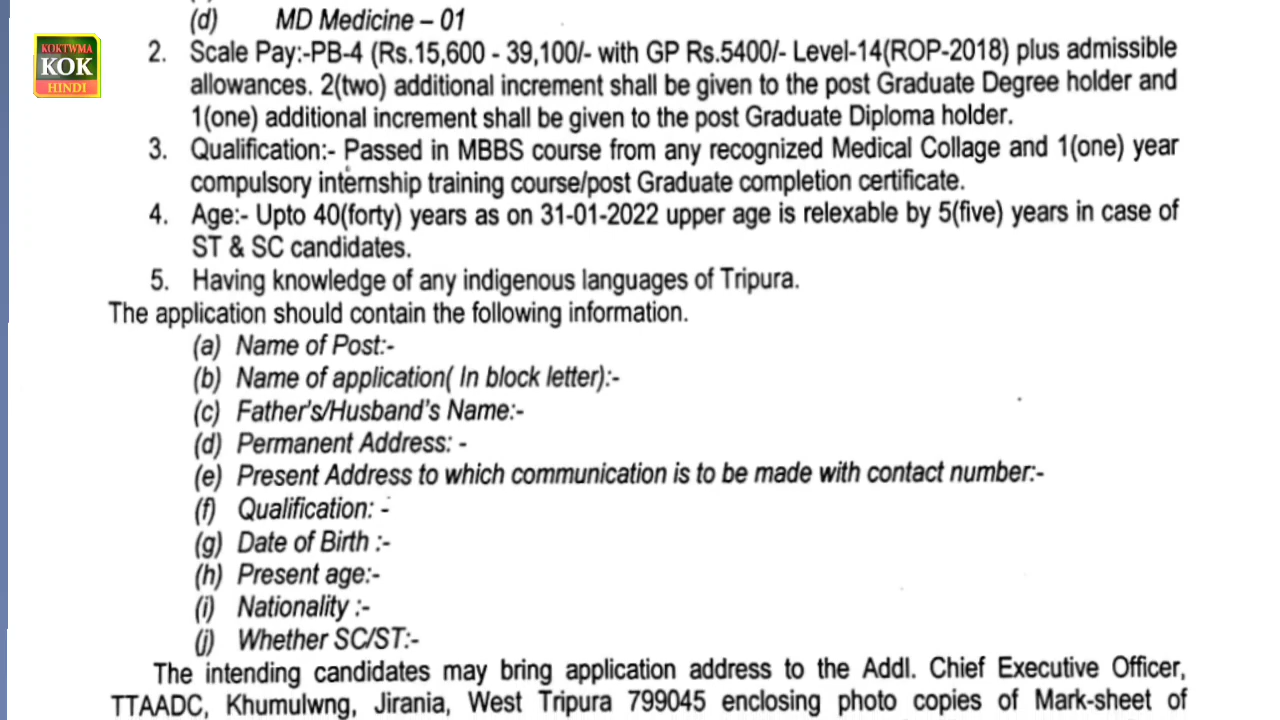 (d) MD Medicine – 01
KOKTWMA
KOK
HINDI
2. Scale Pay:-PB-4 (Rs.15,600 - 39,100/- with GP Rs.5400/- Level-14(ROP-2018) plus admissible
allowances. 2(two) additional increment shall be given to the post Graduate Degree holder and
1(one) additional increment shall be given to the post Graduate Diploma holder.
3. Qualification:- Passed in MBBS course from any recognized Medical Collage and 1(one) year
compulsory internship training course/post Graduate completion certificate.
4. Age:- Upto 40(forty) years as on 31-01-2022 upper age is relexable by 5(five) years in case of
ST & SC candidates.
5. Having knowledge of any indigenous languages of Tripura.
The application should contain the following information.
(a) Name of Post:-
(b) Name of application( In block letter):-
(c) Father's/Husband's Name:-
(d) Permanent Address: -
(e) Present Address to which communication is to be made with contact number:-
(f) Qualification: -
(g) Date of Birth :-
(h) Present age:-
(i) Nationality :-
(j) Whether SC/ST:-
The intending candidates may bring application address to the Addl. Chief Executive Officer,
TTAADC, Khumulwng, Jirania, West Tripura 799045 enclosing photo copies of Mark-sheet of